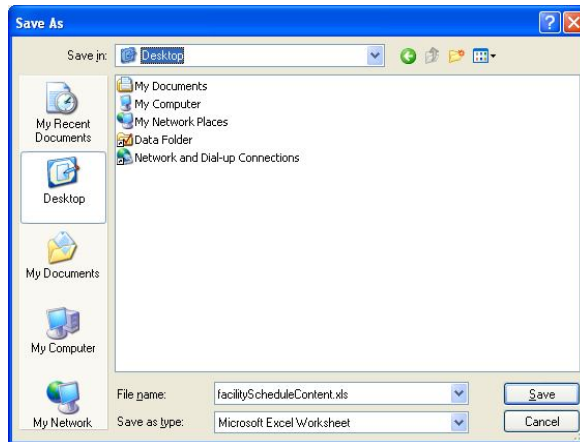 Save As
Save in: Desktop
My Recent
Documents
Desktop
My Documents
My Computer
My Network
My Documents
My Computer
My Network Places
Data Folder
Network and Dial-up Connections
File name: facilityScheduleContent.xls Save
Save as type: Microsoft Excel Worksheet Cancel